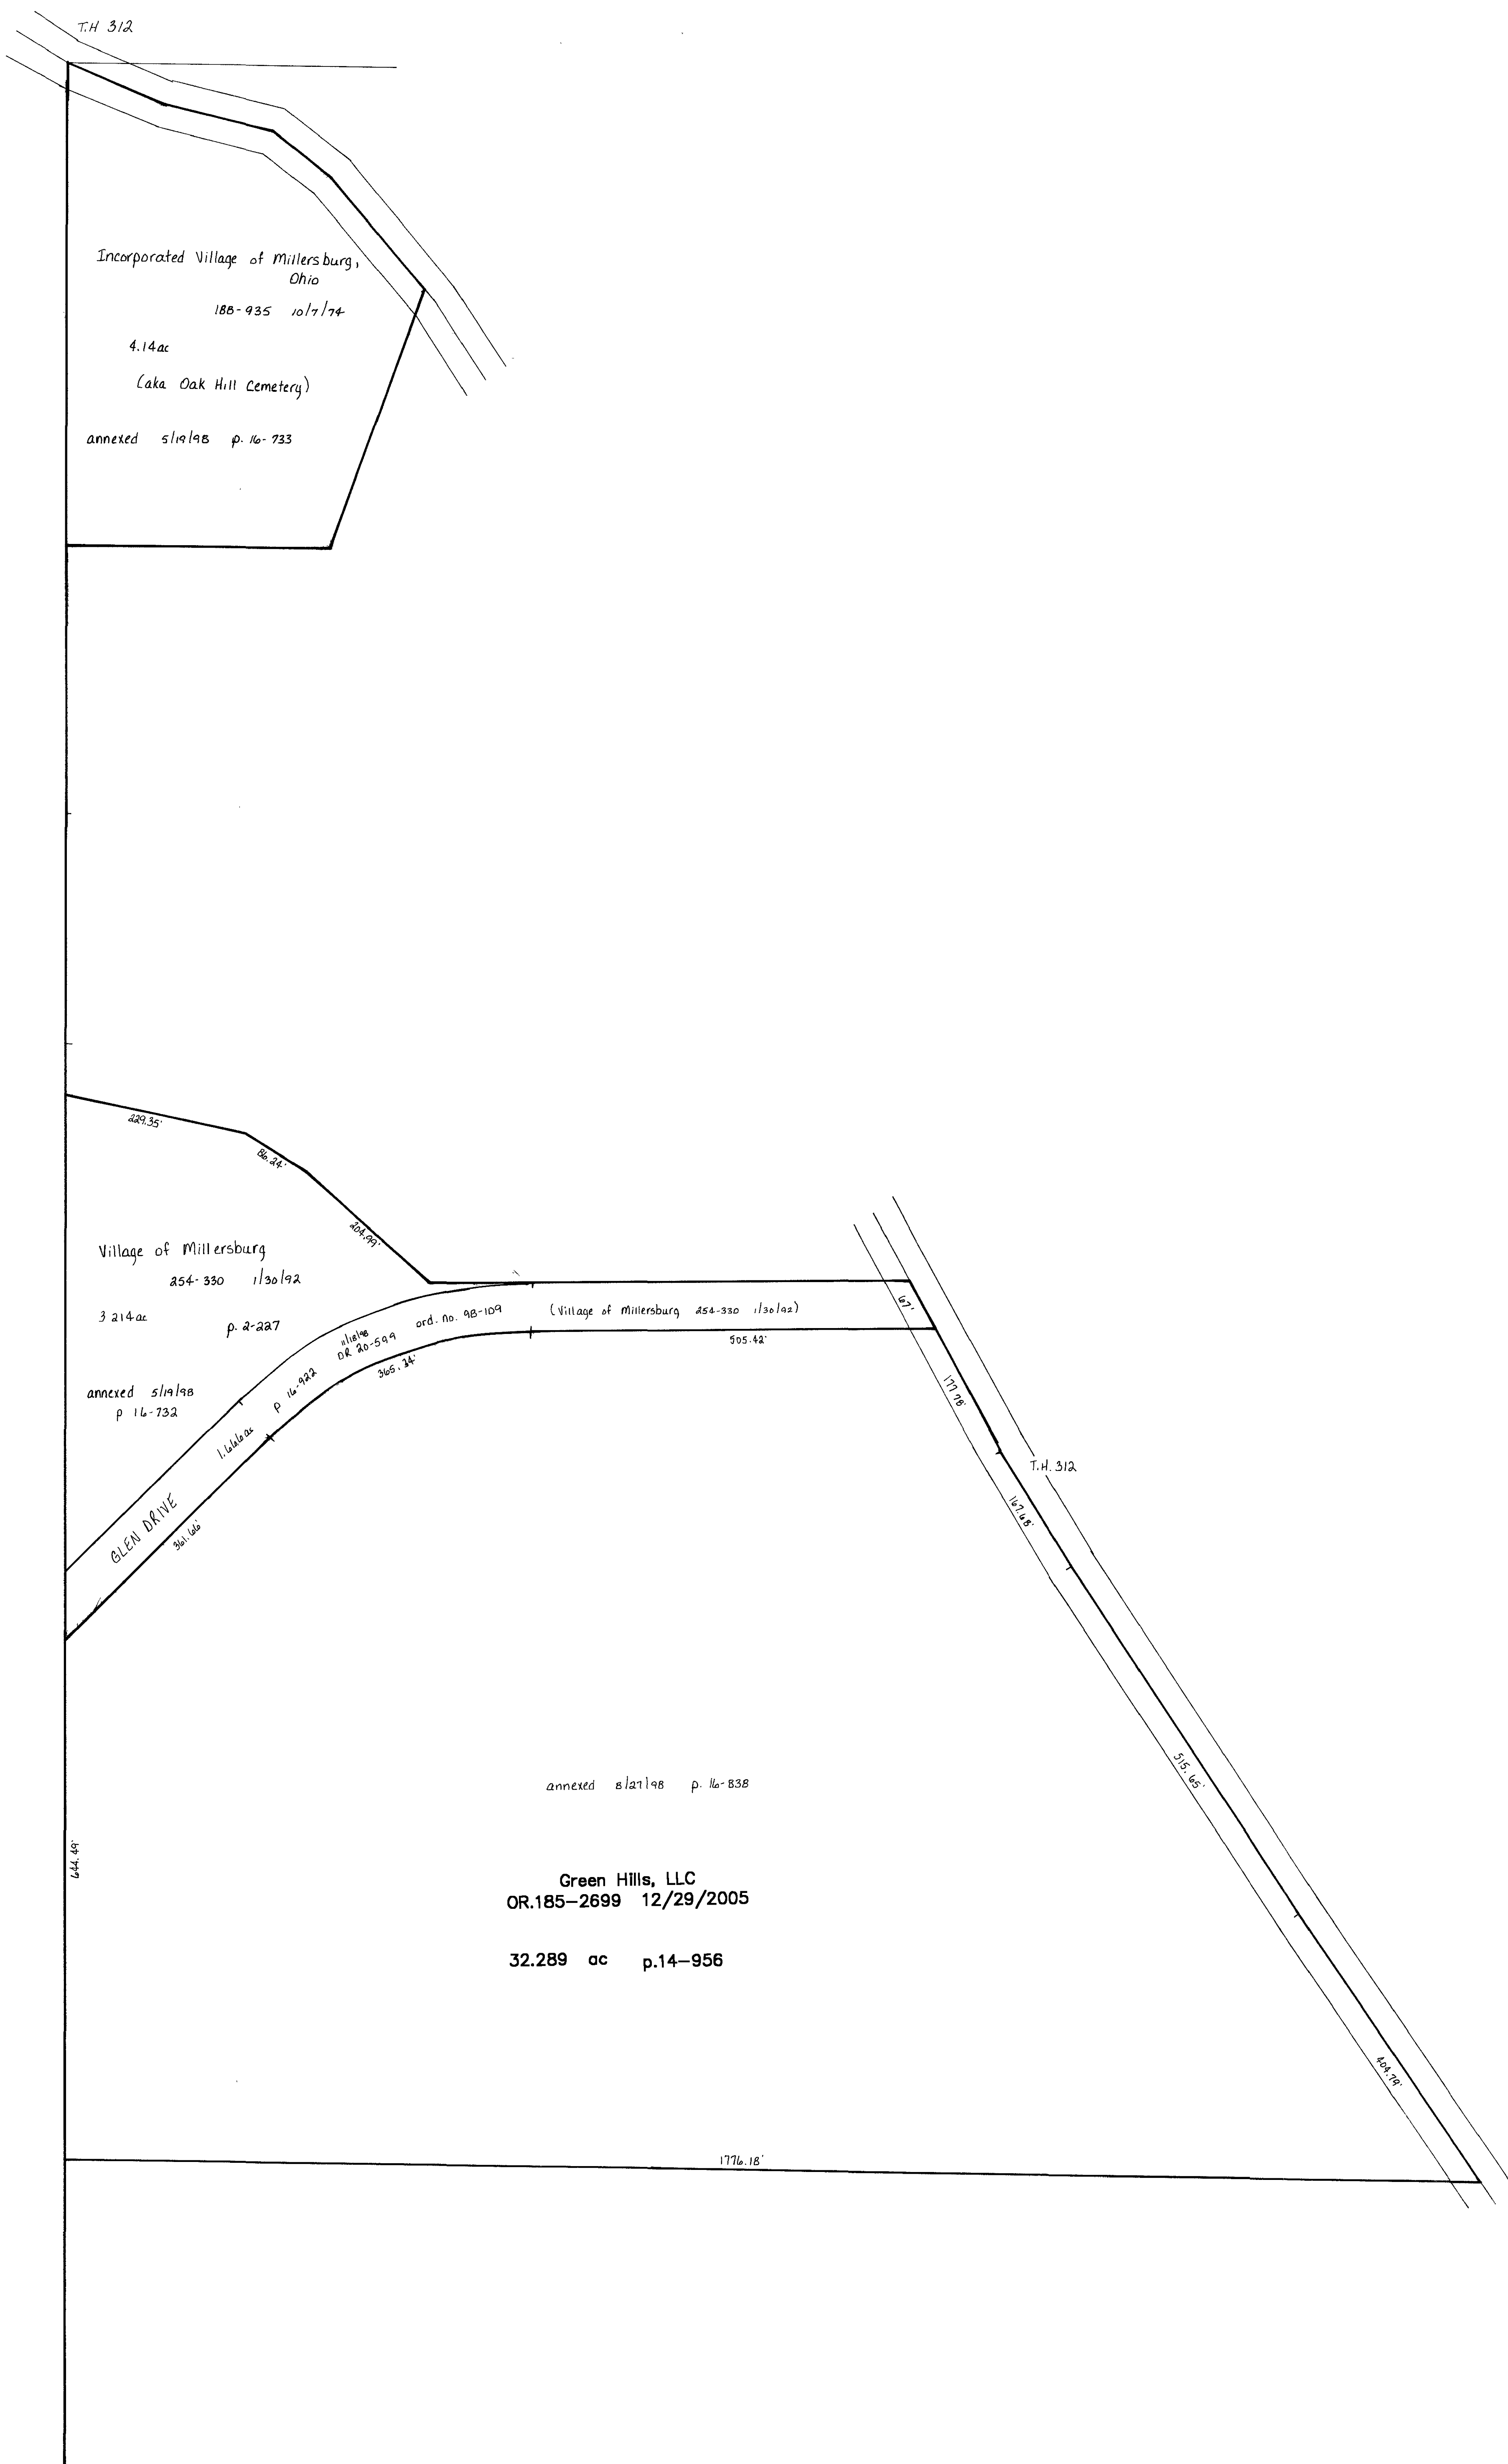 T.H 312
Incorporated Village of Millersburg,
Ohio
188-935 10/7/74
4.14ac
(aka Oak Hill Cemetery)
annexed 5/19/98 p. 16-733
229.35'
86.24'
204.99'
Village of Millersburg
254-330 1/30/92
3 214ac
p. 2-227
annexed 5/19/98
p 16-732
GLEN DRIVE
1.666ac
p 16-922
11/18/98
OR 20-599
ord. no. 98-109
(Village of Millersburg 254-330 1/30/92)
67'
361.66'
365.34'
505.42'
177.78'
T.H. 312
167.68'
515.65'
404.79'
annexed 8/27/98 p. 16-838
644.49'
Green Hills, LLC
OR.185-2699 12/29/2005
32.289 ac p.14-956
1776.18'